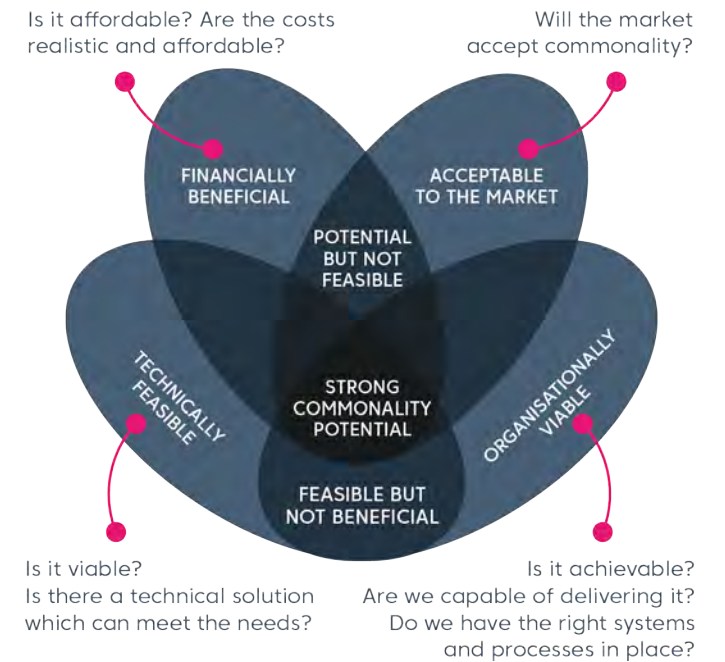 Is it affordable? Are the costs
realistic and affordable?
Will the market
accept commonality?
FINANCIALLY
BENEFICIAL
ACCEPTABLE
TO THE MARKET
POTENTIAL
BUT NOT
FEASIBLE
TECHNICALLY
FEASIBLE
STRONG
COMMONALITY
POTENTIAL
ORGANISATIONALLY
VIABLE
FEASIBLE BUT
NOT BENEFICIAL
Is it viable?
Is there a technical solution
which can meet the needs?
Is it achievable?
Are we capable of delivering it?
Do we have the right systems
and processes in place?